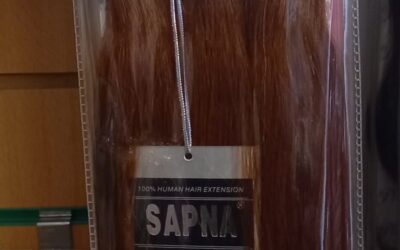 100% HUMAN HAIR EXTENSION
SAPNA®